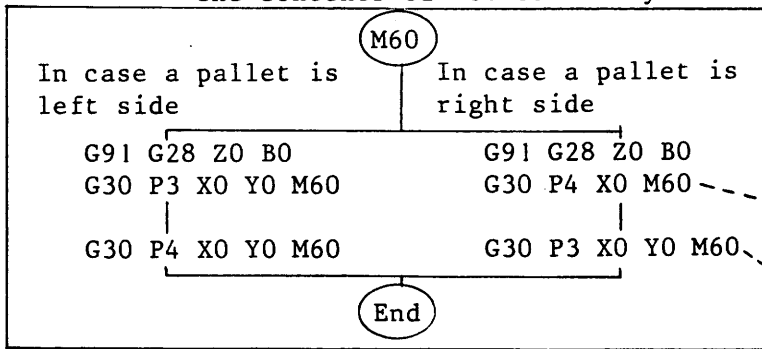 M60
In case a pallet is
left side
In case a pallet is
right side
G91 G28 Z0 B0
G30 P3 X0 Y0 M60
G30 P4 X0 Y0 M60
G91 G28 Z0 B0
G30 P4 X0 M60
G30 P3 X0 Y0 M60
End